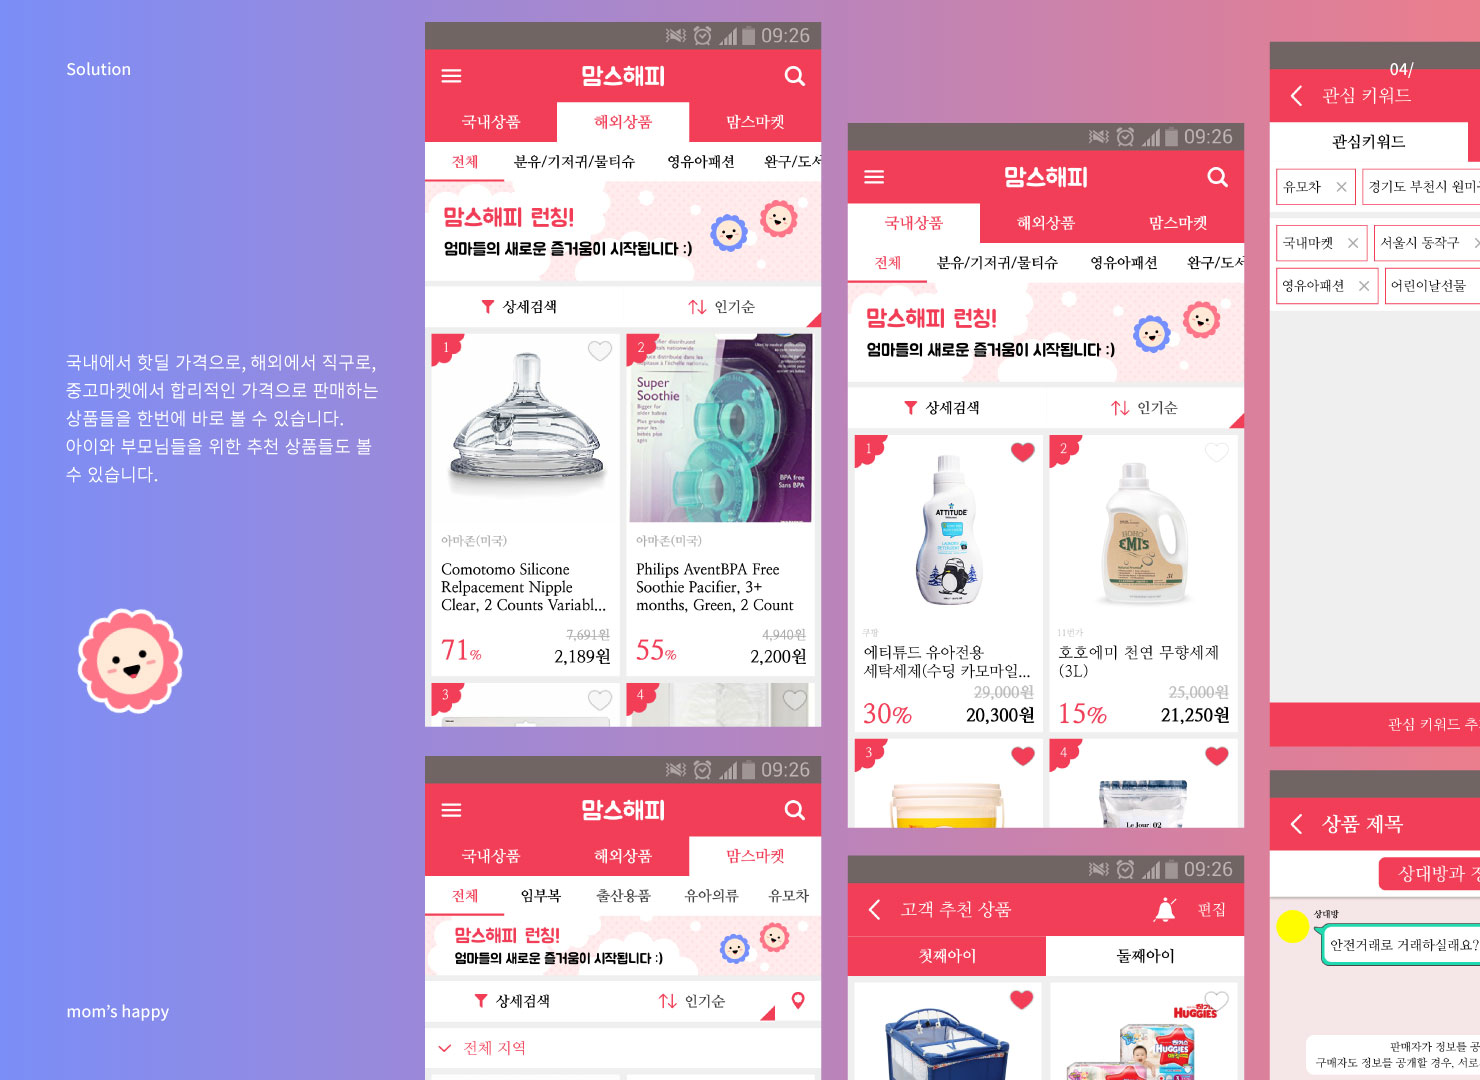 Solution
국내에서 핫딜 가격으로, 해외에서 직구로,
중고마켓에서 합리적인 가격으로 판매하는
상품들을 한번에 바로 볼 수 있습니다.
아이와 부모님들을 위한 추천 상품들도 볼
수 있습니다.
mom's happy
09:26
맘스해피
국내상품 해외상품 맘스마켓
전체 분유/기저귀/물티슈 영유아패션 완구/도서
맘스해피 런칭!
엄마들의 새로운 즐거움이 시작됩니다 :)
상세검색 인기순
1
2
Super
Soothie
Bigger for
older babies
BPA free
Sans BPA
아마존(미국)
Comotomo Silicone
Relpacement Nipple
Clear, 2 Counts Variabl...
7,691원
71% 2,189원
아마존(미국)
Philips AventBPA Free
Soothie Pacifier, 3+
months, Green, 2 Count
4,940원
55% 2,200원
3
4
09:26
맘스해피
국내상품 해외상품 맘스마켓
전체 임부복 출산용품 유아의류 유모차
맘스해피 런칭!
엄마들의 새로운 즐거움이 시작됩니다 :)
상세검색 인기순
전체 지역
09:26
맘스해피
국내상품 해외상품 맘스마켓
전체 분유/기저귀/물티슈 영유아패션 완구/도서
맘스해피 런칭!
엄마들의 새로운 즐거움이 시작됩니다 :)
상세검색 인기순
1
ATTITUDE
2
EMIS
쿠팡
에티튜드 유아전용
세탁세제(수딩 카모마일...
29,000원
30% 20,300원
11번가
호호에미 천연 무향세제
(3L)
25,000원
15% 21,250원
3
4
Le Jour 02
09:26
고객 추천 상품 편집
첫째아이 둘째아이
HUGGIES
HUGGIES
04/
관심 키워드
관심키워드
유모차 경기도 부천시 원미구
국내마켓 서울시 동작구
영유아패션 어린이날선물
관심 키워드 추
상품 제목
상대방과
상대방
안전거래로 거래하실래요?
판매자가 정보를 공
구매자도 정보를 공개할 경우, 서로